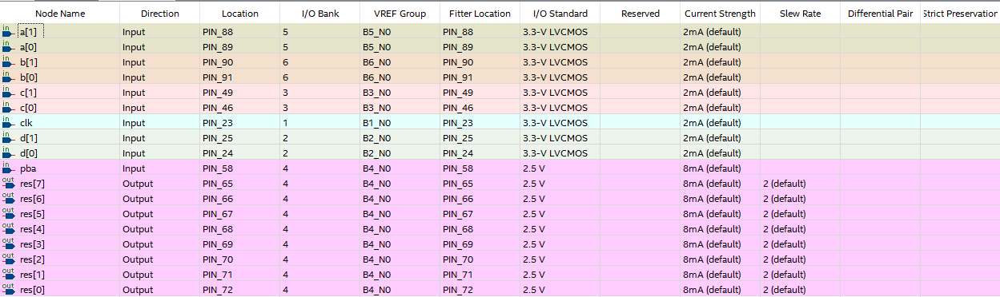 Node Name Direction Location I/O Bank VREF Group Fitter Location I/O Standard Reserved Current Strength Slew Rate Differential Pair Strict Preservation
in a[1] Input PIN_88 5 B5_N0 PIN_88 3.3-V LVCMOS 2mA (default)
in a[0] Input PIN_89 5 B5_N0 PIN_89 3.3-V LVCMOS 2mA (default)
in b[1] Input PIN_90 6 B6_N0 PIN_90 3.3-V LVCMOS 2mA (default)
in b[0] Input PIN_91 6 B6_N0 PIN_91 3.3-V LVCMOS 2mA (default)
in c[1] Input PIN_49 3 B3_N0 PIN_49 3.3-V LVCMOS 2mA (default)
in c[0] Input PIN_46 3 B3_N0 PIN_46 3.3-V LVCMOS 2mA (default)
in clk Input PIN_23 1 B1_N0 PIN_23 3.3-V LVCMOS 2mA (default)
in d[1] Input PIN_25 2 B2_N0 PIN_25 3.3-V LVCMOS 2mA (default)
in d[0] Input PIN_24 2 B2_N0 PIN_24 3.3-V LVCMOS 2mA (default)
in pba Input PIN_58 4 B4_N0 PIN_58 2.5 V 8mA (default)
out res[7] Output PIN_65 4 B4_N0 PIN_65 2.5 V 8mA (default) 2 (default)
out res[6] Output PIN_66 4 B4_N0 PIN_66 2.5 V 8mA (default) 2 (default)
out res[5] Output PIN_67 4 B4_N0 PIN_67 2.5 V 8mA (default) 2 (default)
out res[4] Output PIN_68 4 B4_N0 PIN_68 2.5 V 8mA (default) 2 (default)
out res[3] Output PIN_69 4 B4_N0 PIN_69 2.5 V 8mA (default) 2 (default)
out res[2] Output PIN_70 4 B4_N0 PIN_70 2.5 V 8mA (default) 2 (default)
out res[1] Output PIN_71 4 B4_N0 PIN_71 2.5 V 8mA (default) 2 (default)
out res[0] Output PIN_72 4 B4_N0 PIN_72 2.5 V 8mA (default) 2 (default)